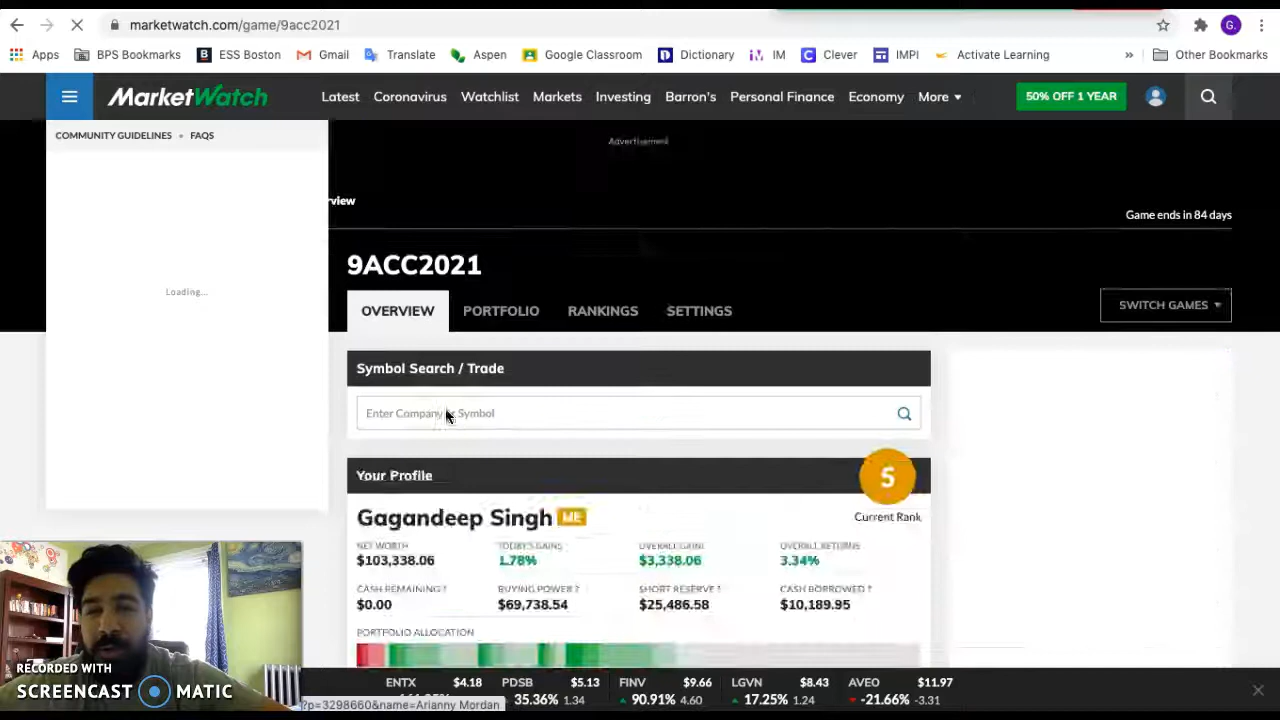 marketwatch.com/game/9acc2021
G.
Apps BPS Bookmarks ESS Boston Gmail Translate Aspen Google Classroom Dictionary IM Clever IMPI Activate Learning » Other Bookmarks
MarketWatch Latest Coronavirus Watchlist Markets Investing Barron's Personal Finance Economy More 50% OFF 1 YEAR
COMMUNITY GUIDELINES • FAQS
Advertisement
rview
Game ends in 84 days
9ACC2021
OVERVIEW PORTFOLIO RANKINGS SETTINGS SWITCH GAMES
Loading...
Symbol Search / Trade
Enter Company or Symbol
Your Profile 5
Gagandeep Singh ME Current Rank
NET WORTH TODAY'S GAINS OVERALL GAINS OVERALL RETURNS
$103,338.06 1.78% $3,338.06 3.34%
CASH REMAINING ? BUYING POWER ? SHORT RESERVE ? CASH BORROWED ?
$0.00 $69,738.54 $25,486.58 $10,189.95
PORTFOLIO ALLOCATION
RECORDED WITH
SCREENCAST MATIC
ENTX $4.18 PDSB $5.13 FINV $9.66 LGVN $8.43 AVEO $11.97
35.36% 1.34 90.91% 4.60 17.25% 1.24 -21.66% -3.31
?p=3298660&name=Arianny Mordan